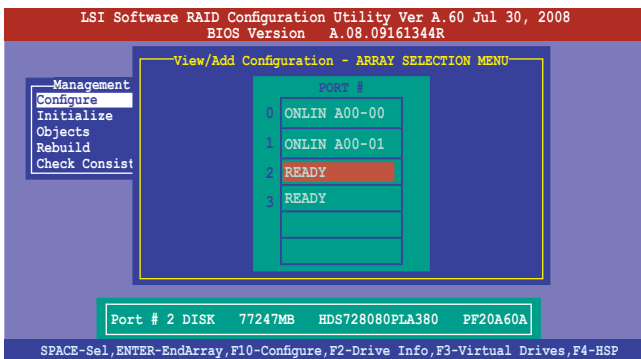 LSI Software RAID Configuration Utility Ver A.60 Jul 30, 2008
BIOS Version A.08.09161344R
View/Add Configuration - ARRAY SELECTION MENU
Management
Configure
Initialize
Objects
Rebuild
Check Consist
PORT #
0 ONLIN A00-00
1 ONLIN A00-01
2 READY
3 READY
Port # 2 DISK 77247MB HDS728080PLA380 PF20A60A
SPACE-Sel,ENTER-EndArray,F10-Configure,F2-Drive Info,F3-Virtual Drives,F4-HSP